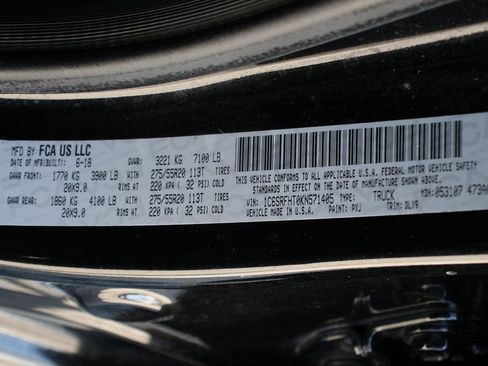 MFD BY FCA US LLC
DATE OF MFR(BUILT): 6-18 GVWR: 3221 KG 7100 LB
GAWR FRONT: 1770 KG 3900 LB WITH 275/55R20 113T TIRES
20X9.0 RIMS AT 220 KPA ( 32 PSI) COLD
GAWR REAR: 1860 KG 4100 LB WITH 275/55R20 113T TIRES
20X9.0 RIMS AT 220 KPA ( 32 PSI) COLD
THIS VEHICLE CONFORMS TO ALL APPLICABLE U.S.A. FEDERAL MOTOR VEHICLE SAFETY
STANDARDS IN EFFECT ON THE DATE OF MANUFACTURE SHOWN ABOVE.
VIN: 1C6SRFHT0KN571405 TYPE: TRUCK MDH: 053107 473
VEHICLE MADE IN U.S.A. PAINT: PXJ TRIM: DLX9